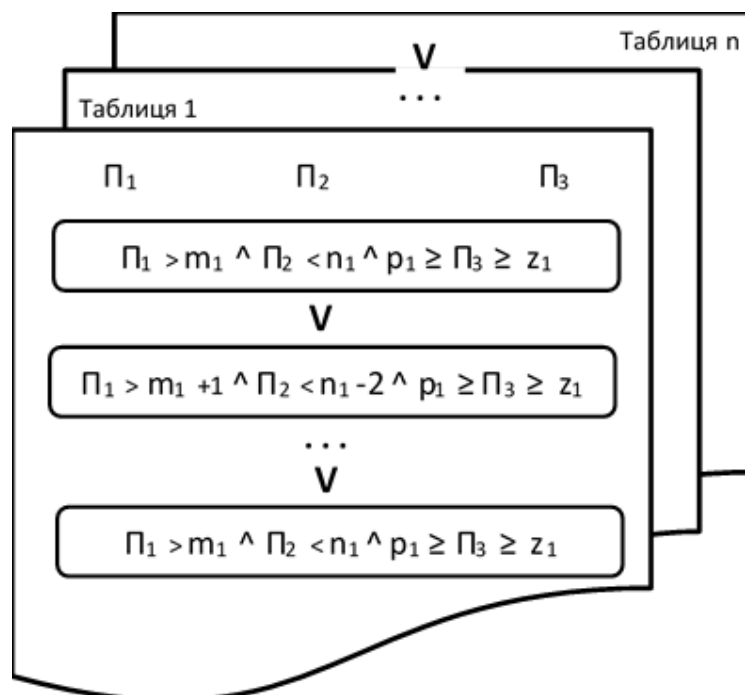 Таблиця n
V
...
Таблиця 1
П₁ П₂ П₃
П₁ > m₁ ^ П₂ < n₁ ^ p₁ ≥ П₃ ≥ z₁
V
П₁ > m₁ +1 ^ П₂ < n₁ -2 ^ p₁ ≥ П₃ ≥ z₁
...
V
П₁ > m₁ ^ П₂ < n₁ ^ p₁ ≥ П₃ ≥ z₁